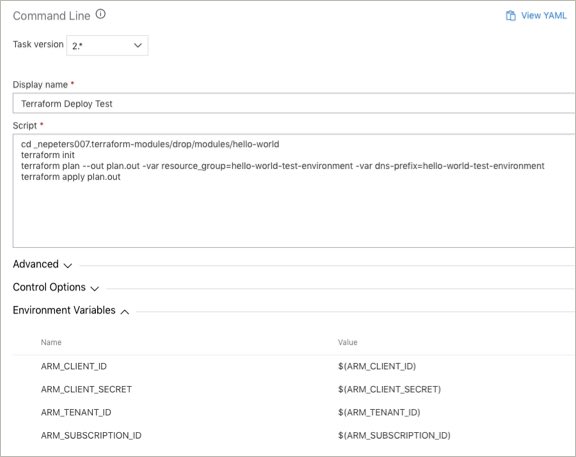 Command Line
View YAML
Task version 2.*
Display name *
Terraform Deploy Test
Script *
cd _nepeters007.terraform-modules/drop/modules/hello-world
terraform init
terraform plan --out plan.out -var resource_group=hello-world-test-environment -var dns-prefix=hello-world-test-environment
terraform apply plan.out
Advanced
Control Options
Environment Variables
Name Value
ARM_CLIENT_ID $(ARM_CLIENT_ID)
ARM_CLIENT_SECRET $(ARM_CLIENT_SECRET)
ARM_TENANT_ID $(ARM_TENANT_ID)
ARM_SUBSCRIPTION_ID $(ARM_SUBSCRIPTION_ID)